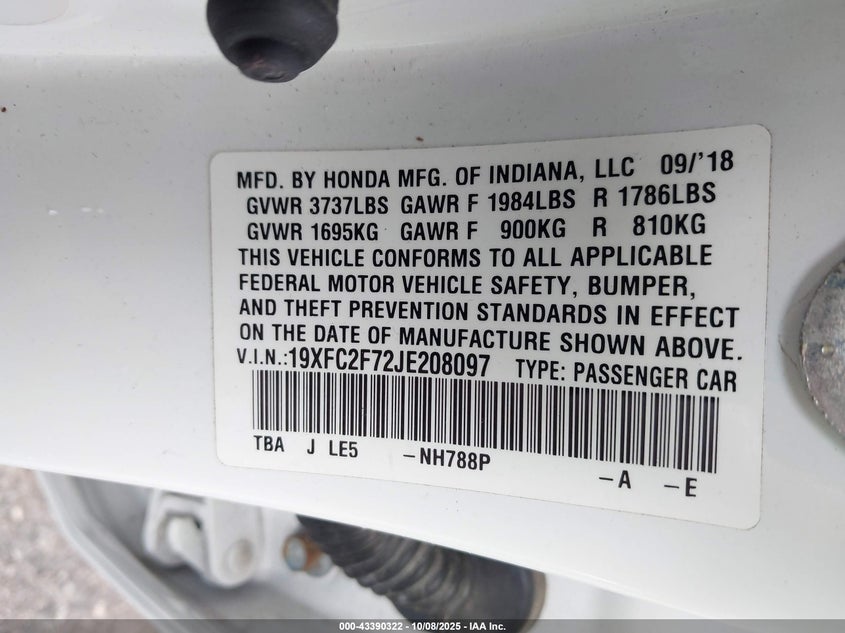 MFD. BY HONDA MFG. OF INDIANA, LLC 09/'18
GVWR 3737LBS GAWR F 1984LBS R 1786LBS
GVWR 1695KG GAWR F 900KG R 810KG
THIS VEHICLE CONFORMS TO ALL APPLICABLE
FEDERAL MOTOR VEHICLE SAFETY, BUMPER,
AND THEFT PREVENTION STANDARDS IN EFFECT
ON THE DATE OF MANUFACTURE SHOWN ABOVE.
V.I.N.:19XFC2F72JE208097 TYPE: PASSENGER CAR
TBA J LE5 -NH788P -A -E
000-43390322 - 10/08/2025 - IAA Inc.